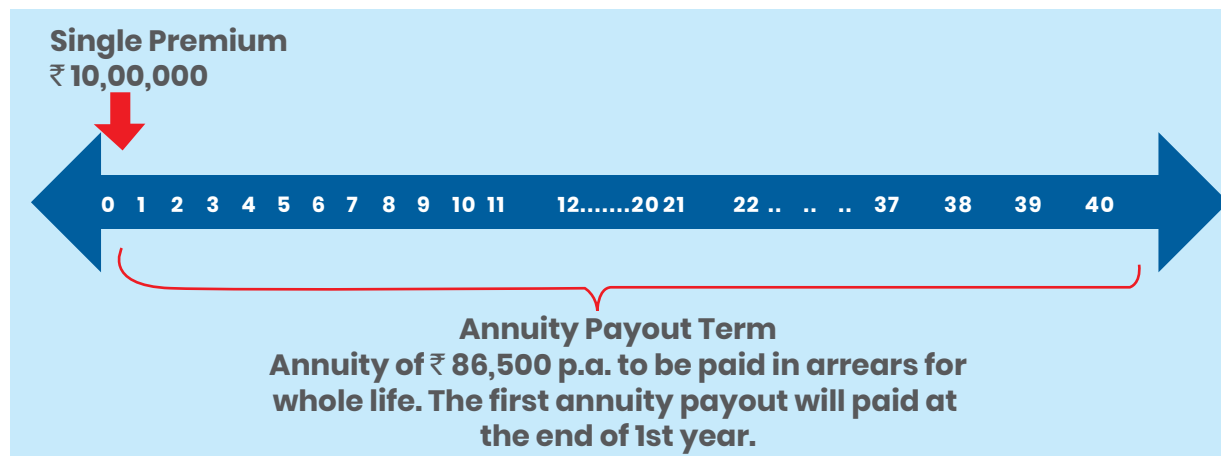 Single Premium
₹ 10,00,000
0 1 2 3 4 5 6 7 8 9 10 11 12.......20 21 22 .. .. .. 37 38 39 40
Annuity Payout Term
Annuity of ₹ 86,500 p.a. to be paid in arrears for
whole life. The first annuity payout will paid at
the end of 1st year.